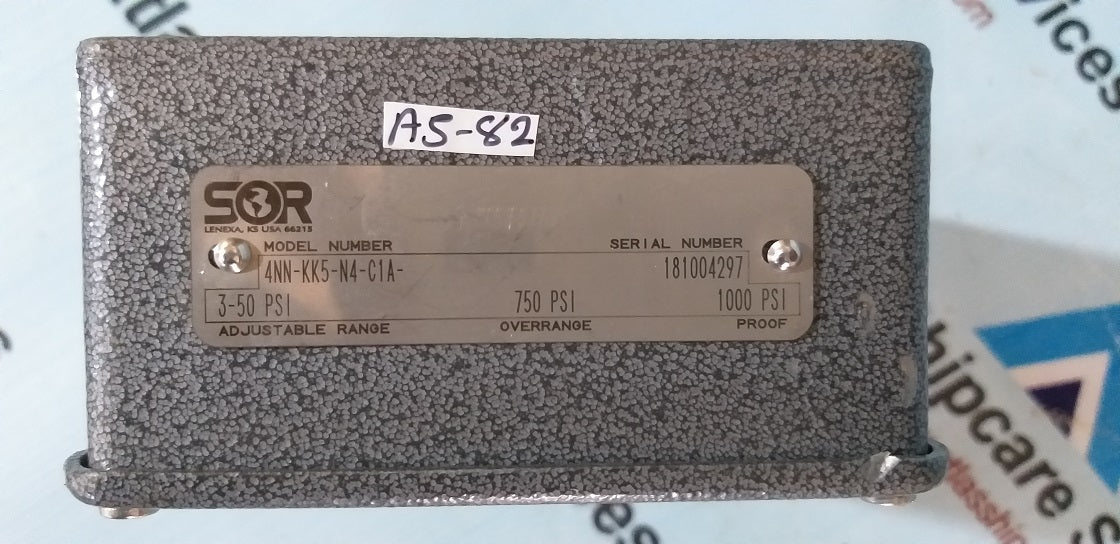 A5-82
SOR
LENEXA, KS USA 66215
MODEL NUMBER SERIAL NUMBER
4NN-KK5-N4-C1A- 181004297
3-50 PSI 750 PSI 1000 PSI
ADJUSTABLE RANGE OVERRANGE PROOF